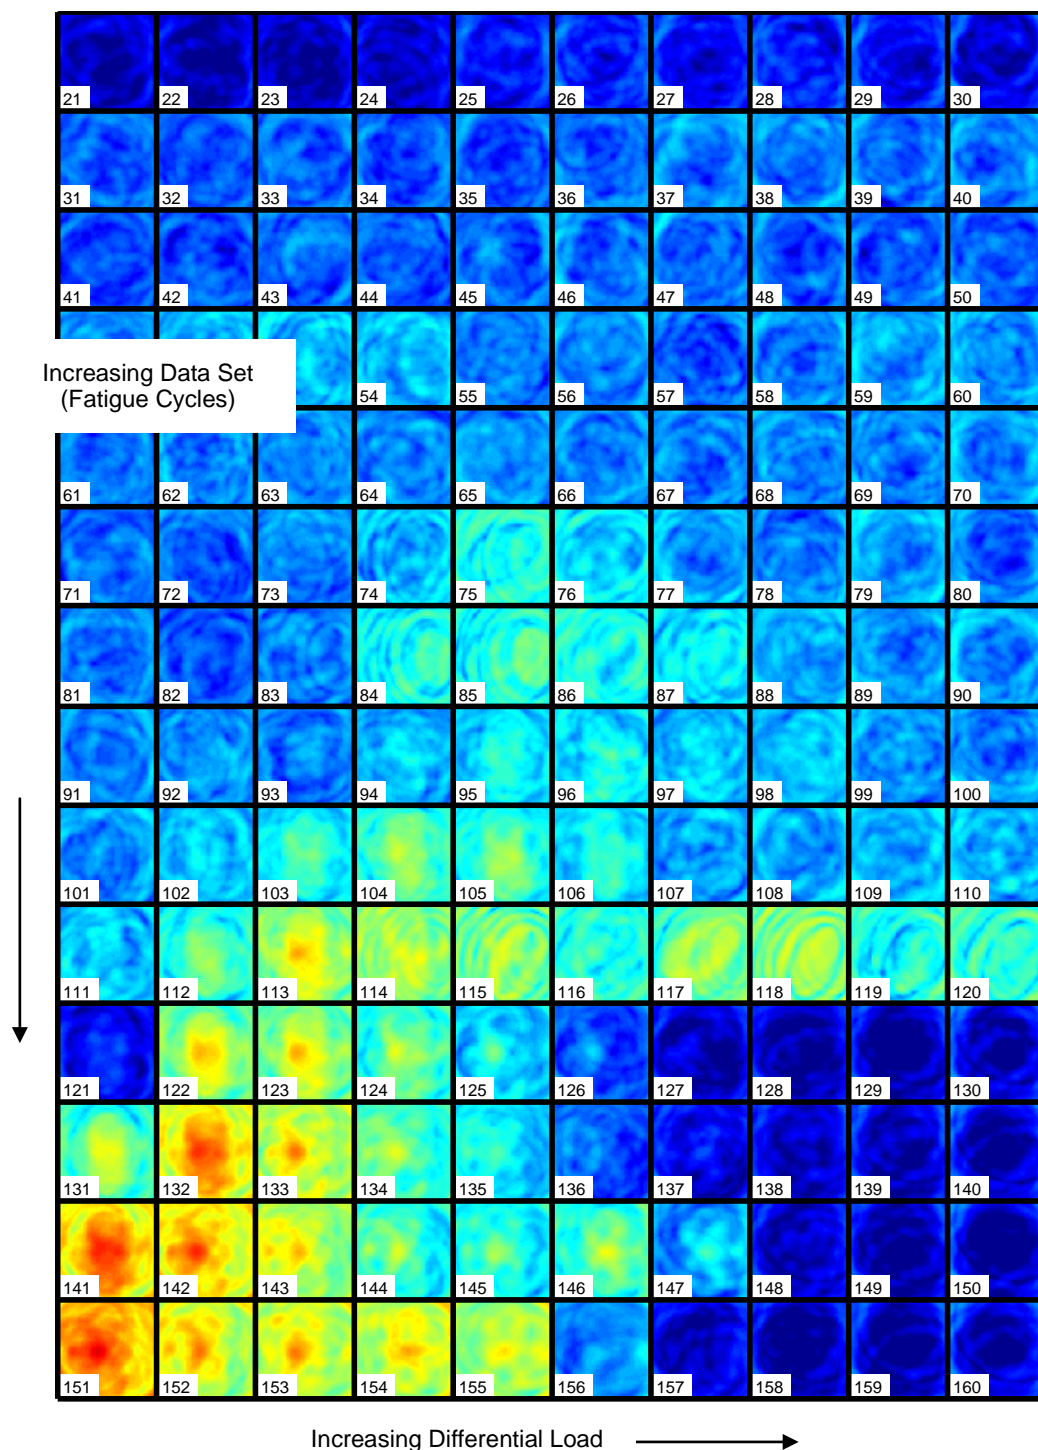 21 22 23 24 25 26 27 28 29 30
31 32 33 34 35 36 37 38 39 40
41 42 43 44 45 46 47 48 49 50
54 55 56 57 58 59 60
Increasing Data Set
(Fatigue Cycles)
61 62 63 64 65 66 67 68 69 70
71 72 73 74 75 76 77 78 79 80
81 82 83 84 85 86 87 88 89 90
91 92 93 94 95 96 97 98 99 100
101 102 103 104 105 106 107 108 109 110
111 112 113 114 115 116 117 118 119 120
121 122 123 124 125 126 127 128 129 130
131 132 133 134 135 136 137 138 139 140
141 142 143 144 145 146 147 148 149 150
151 152 153 154 155 156 157 158 159 160
Increasing Differential Load